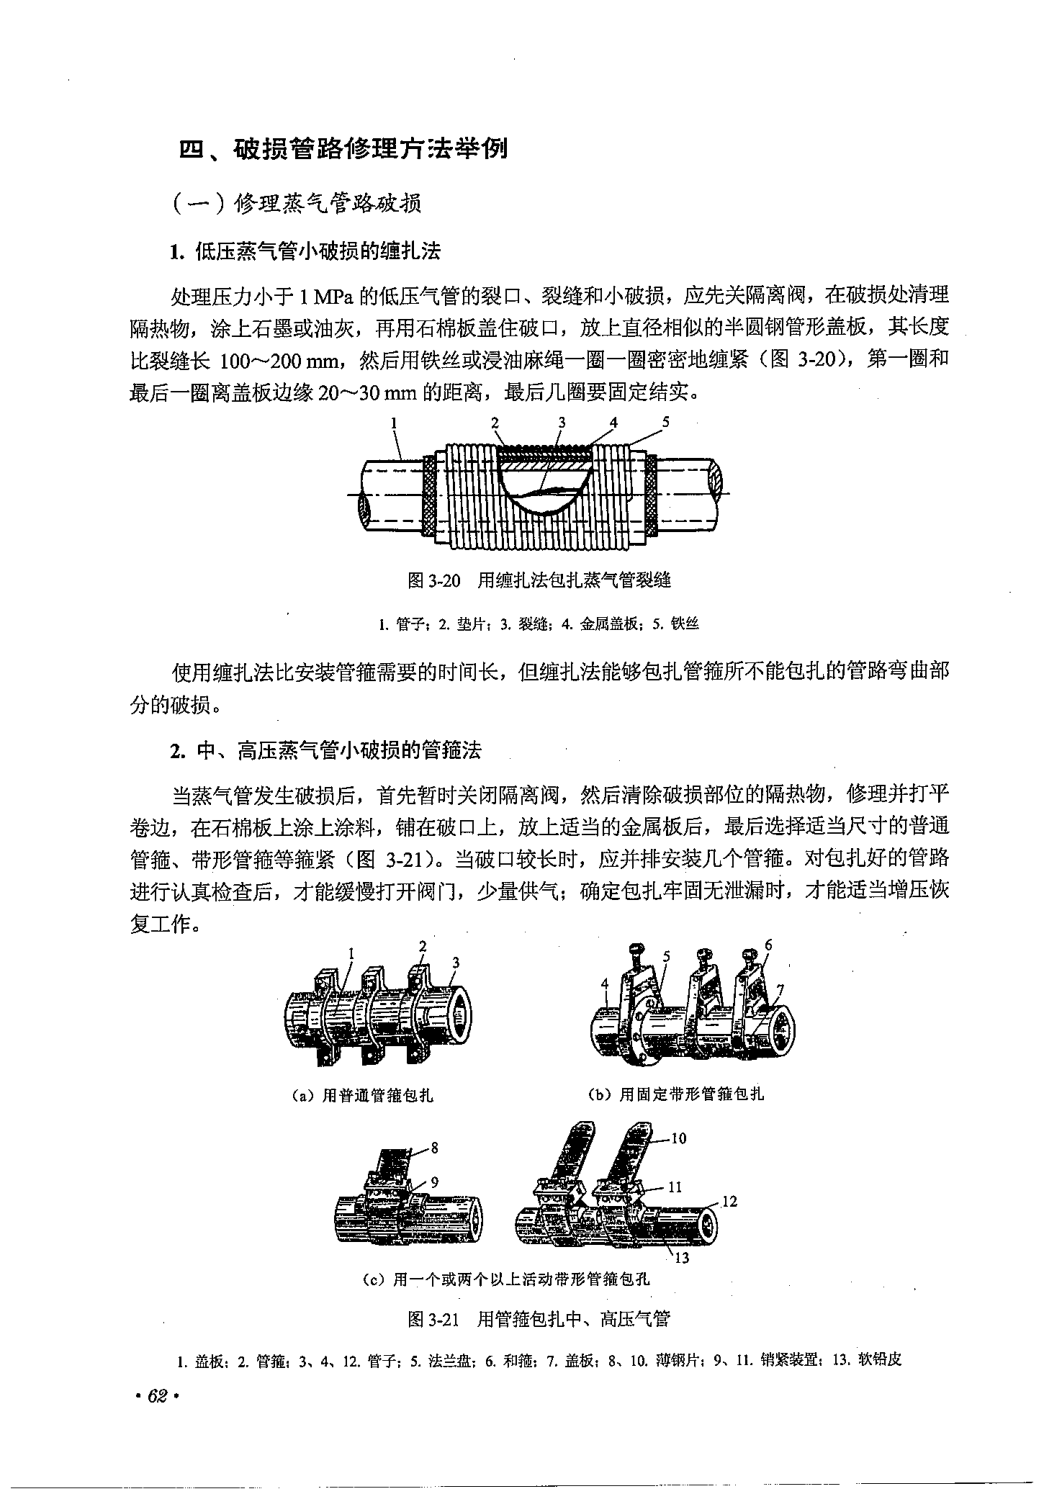 四、破损管路修理方法举例
(一)修理蒸气管路破损
1. 低压蒸气管小破损的缠扎法
处理压力小于 1 MPa 的低压气管的裂口、裂缝和小破损，应先关隔离阀，在破损处清理
隔热物，涂上石墨或油灰，再用石棉板盖住破口，放上直径相似的半圆钢管形盖板，其长度
比裂缝长 100～200 mm，然后用铁丝或浸油麻绳一圈一圈密密地缠紧（图 3-20），第一圈和
最后一圈离盖板边缘 20～30 mm 的距离，最后几圈要固定结实。
1 2 3 4 5
图 3-20 用缠扎法包扎蒸气管裂缝
1. 管子；2. 垫片；3. 裂缝；4. 金属盖板；5. 铁丝
使用缠扎法比安装管箍需要的时间长，但缠扎法能够包扎管箍所不能包扎的管路弯曲部
分的破损。
2. 中、高压蒸气管小破损的管箍法
当蒸气管发生破损后，首先暂时关闭隔离阀，然后清除破损部位的隔热物，修理并打平
卷边，在石棉板上涂上涂料，铺在破口上，放上适当的金属板后，最后选择适当尺寸的普通
管箍、带形管箍等箍紧（图 3-21）。当破口较长时，应并排安装几个管箍。对包扎好的管路
进行认真检查后，才能缓慢打开阀门，少量供气；确定包扎牢固无泄漏时，才能适当增压恢
复工作。
1 2 3
4 5 6 7
（a）用普通管箍包扎
（b）用固定带形管箍包扎
8 9
10 11 12 13
（c）用一个或两个以上活动带形管箍包孔
图 3-21 用管箍包扎中、高压气管
1. 盖板；2. 管箍；3、4、12. 管子；5. 法兰盘；6. 和箍；7. 盖板；8、10. 薄钢片；9、11. 销紧装置；13. 软铅皮
·62·